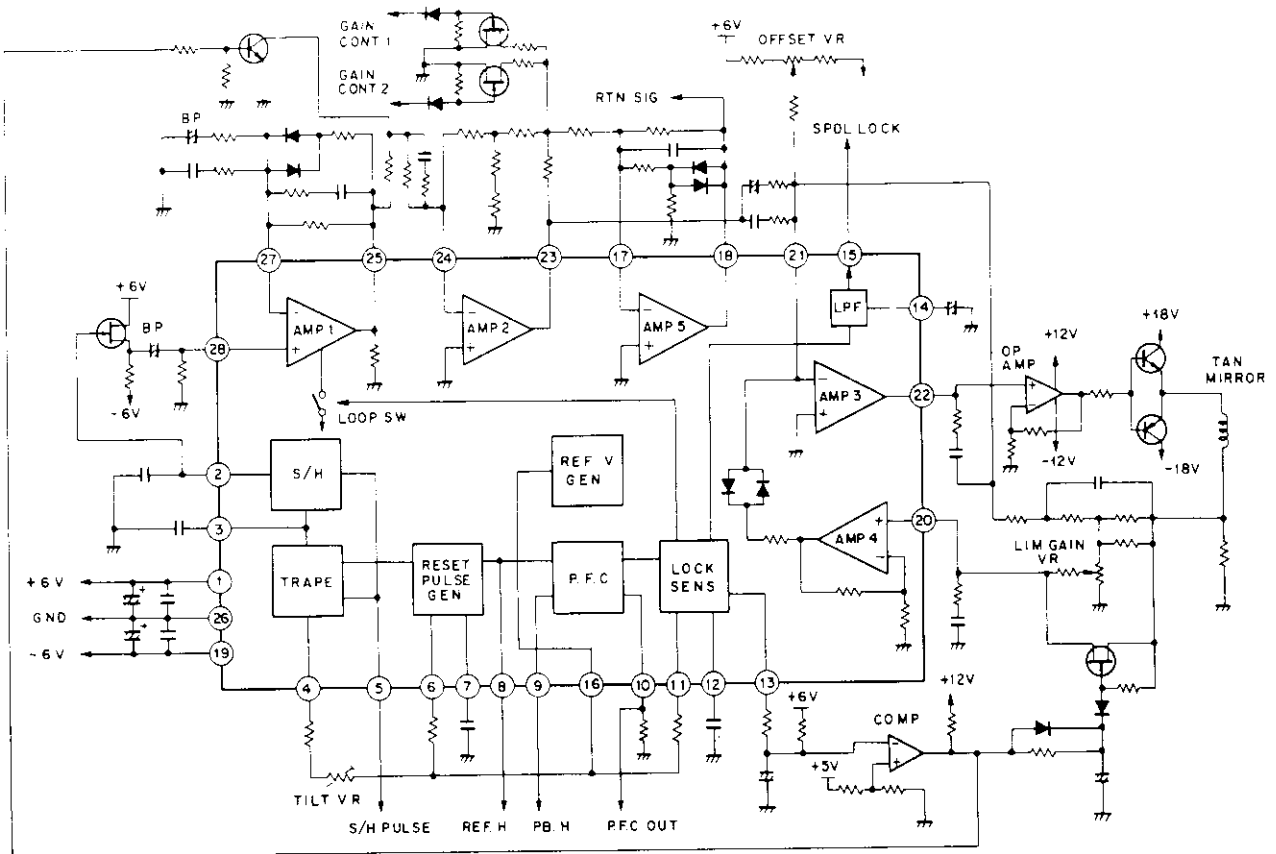 GAIN
CONT 1
GAIN
CONT 2
+6V
OFFSET VR
RTN SIG
SPDL LOCK
BP
27
25
24
23
17
18
21
15
+6V
BP
28
-6V
AMP 1
AMP 2
AMP 5
LPF
14
LOOP SW
AMP 3
22
OP
AMP
+12V
-12V
+18V
-18V
TAN
MIRROR
2
S/H
REF V
GEN
3
AMP 4
20
LIM GAIN
VR
TRAPE
RESET
PULSE
GEN
P.F.C
LOCK
SENS
+6V
1
GND
26
-6V
19
4
5
6
7
8
9
16
10
11
12
13
+6V
COMP
+12V
+5V
TILT VR
S/H PULSE
REF. H
PB. H
P.F.C OUT